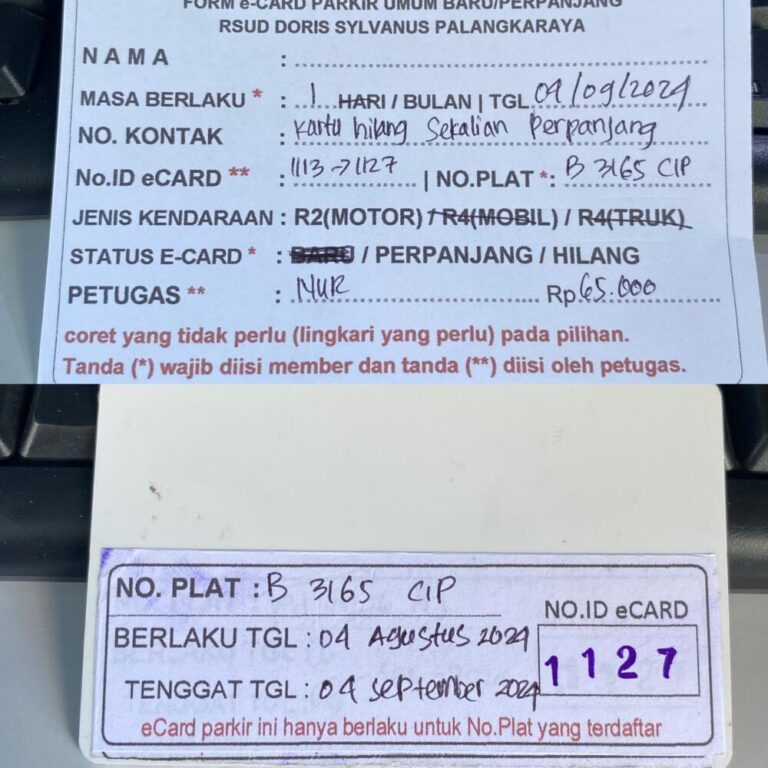 FORM e-CARD PARKIR UMUM BARU/PERPANJANG
RSUD DORIS SYLVANUS PALANGKARAYA
NAMA :
MASA BERLAKU * : 1 HARI / BULAN | TGL 04/09/2024
NO. KONTAK : Kartu hilang Sekalian Perpanjang
No.ID eCARD ** : 1113 → 1127 | NO.PLAT *: B 3165 CIP
JENIS KENDARAAN : R2(MOTOR) / R4(MOBIL) / R4(TRUK)
STATUS E-CARD * : BARU / PERPANJANG / HILANG
PETUGAS ** : NUR Rp 65.000
coret yang tidak perlu (lingkari yang perlu) pada pilihan.
Tanda (*) wajib diisi member dan tanda (**) diisi oleh petugas.
NO. PLAT : B 3165 CIP
NO.ID eCARD
BERLAKU TGL : 04 Agustus 2024
1127
TENGGAT TGL : 04 September 2024
eCard parkir ini hanya berlaku untuk No.Plat yang terdaftar